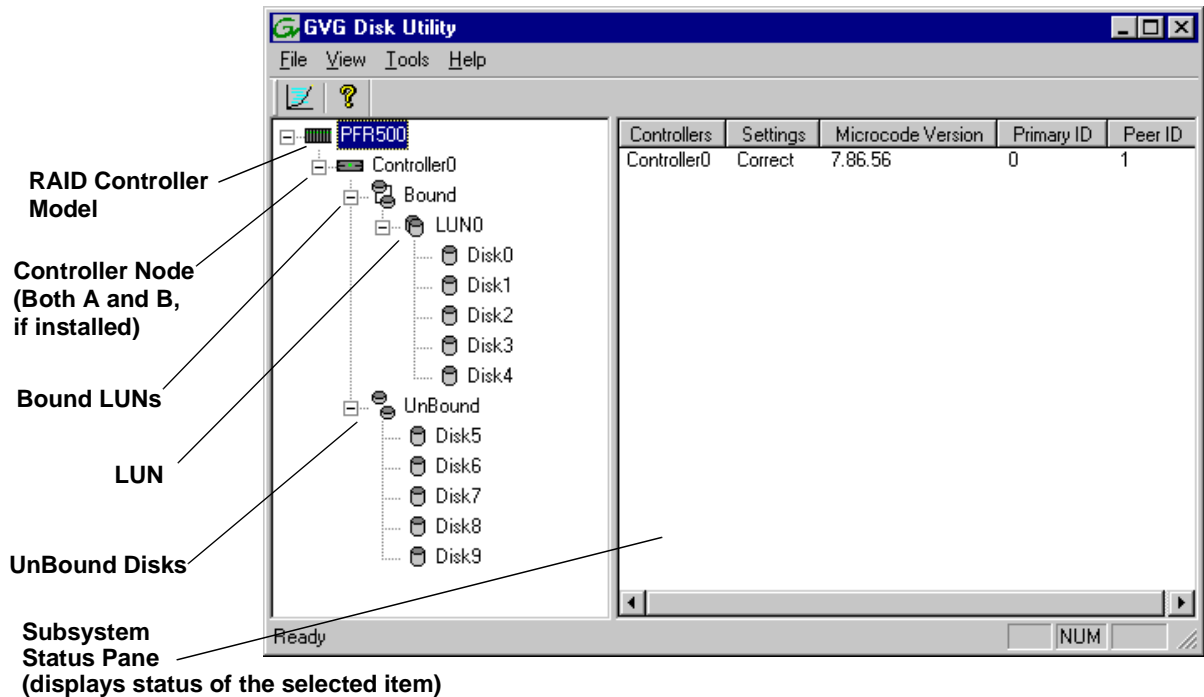 GVG Disk Utility
File View Tools Help
PFR500
Controller0
Bound
LUN0
Disk0
Disk1
Disk2
Disk3
Disk4
UnBound
Disk5
Disk6
Disk7
Disk8
Disk9
Controllers Settings Microcode Version Primary ID Peer ID
Controller0 Correct 7.86.56 0 1
Ready
NUM
RAID Controller
Model
Controller Node
(Both A and B,
if installed)
Bound LUNs
LUN
UnBound Disks
Subsystem
Status Pane
(displays status of the selected item)